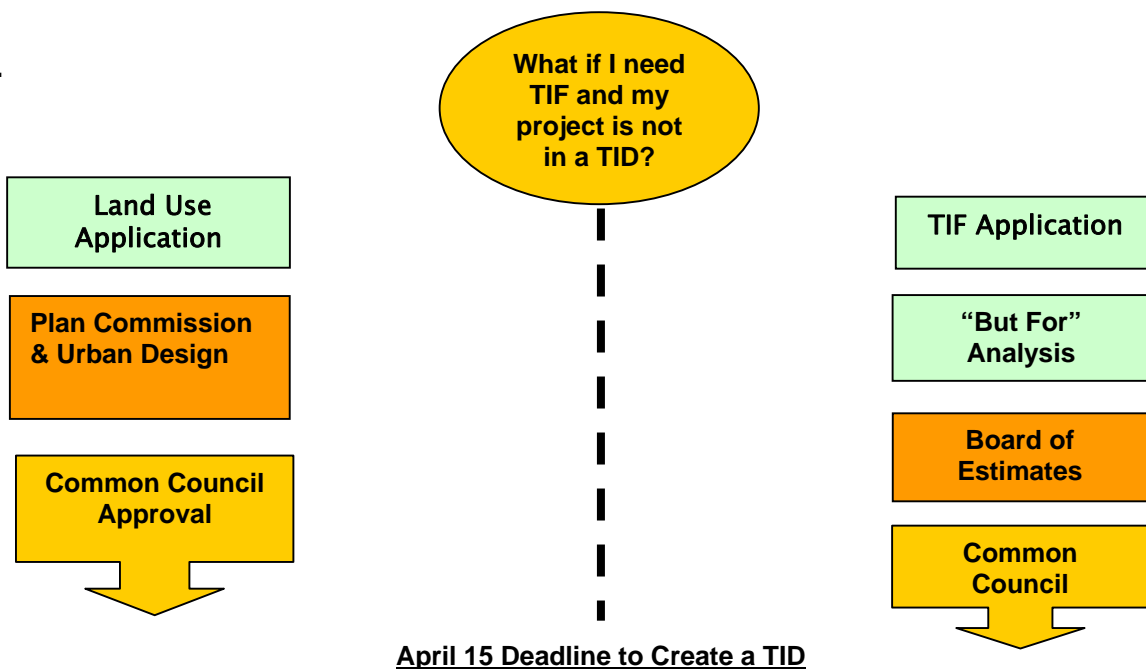 What if I need
TIF and my
project is not
in a TID?
Land Use
Application
Plan Commission
& Urban Design
Common Council
Approval
TIF Application
“But For”
Analysis
Board of
Estimates
Common
Council
April 15 Deadline to Create a TID